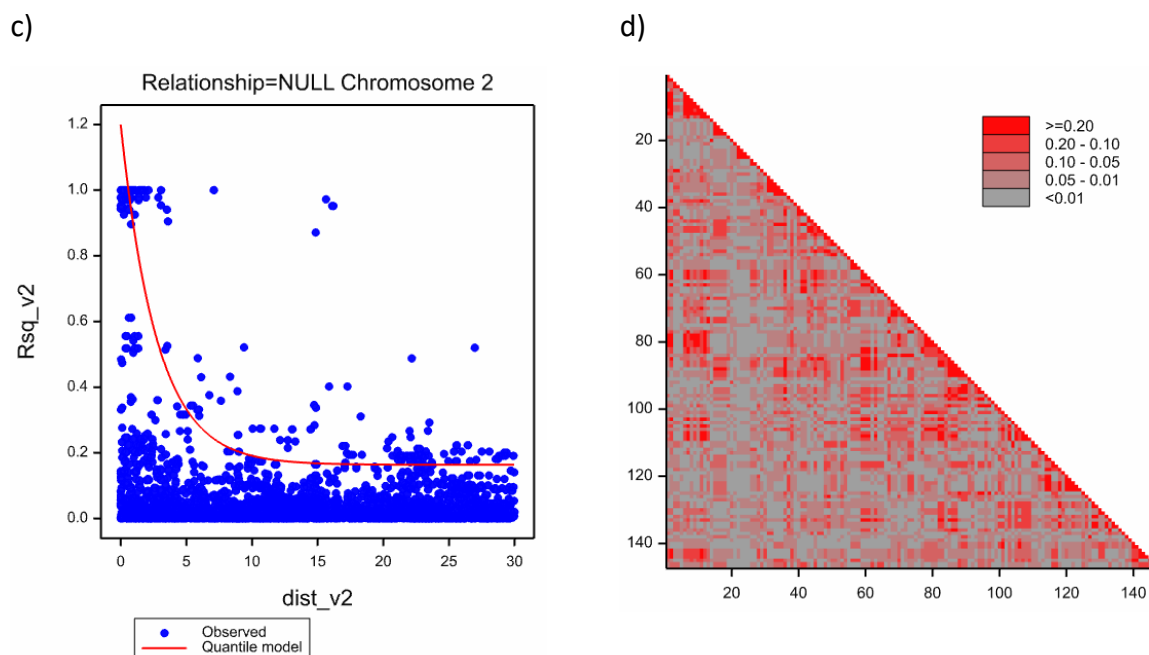 c)
d)
Relationship=NULL Chromosome 2
1.2
1.0
0.8
0.6
0.4
0.2
0.0
Rsq_v2
0 5 10 15 20 25 30
dist_v2
Observed
Quantile model
>=0.20
0.20 - 0.10
0.10 - 0.05
0.05 - 0.01
<0.01
20
40
60
80
100
120
140
20 40 60 80 100 120 140